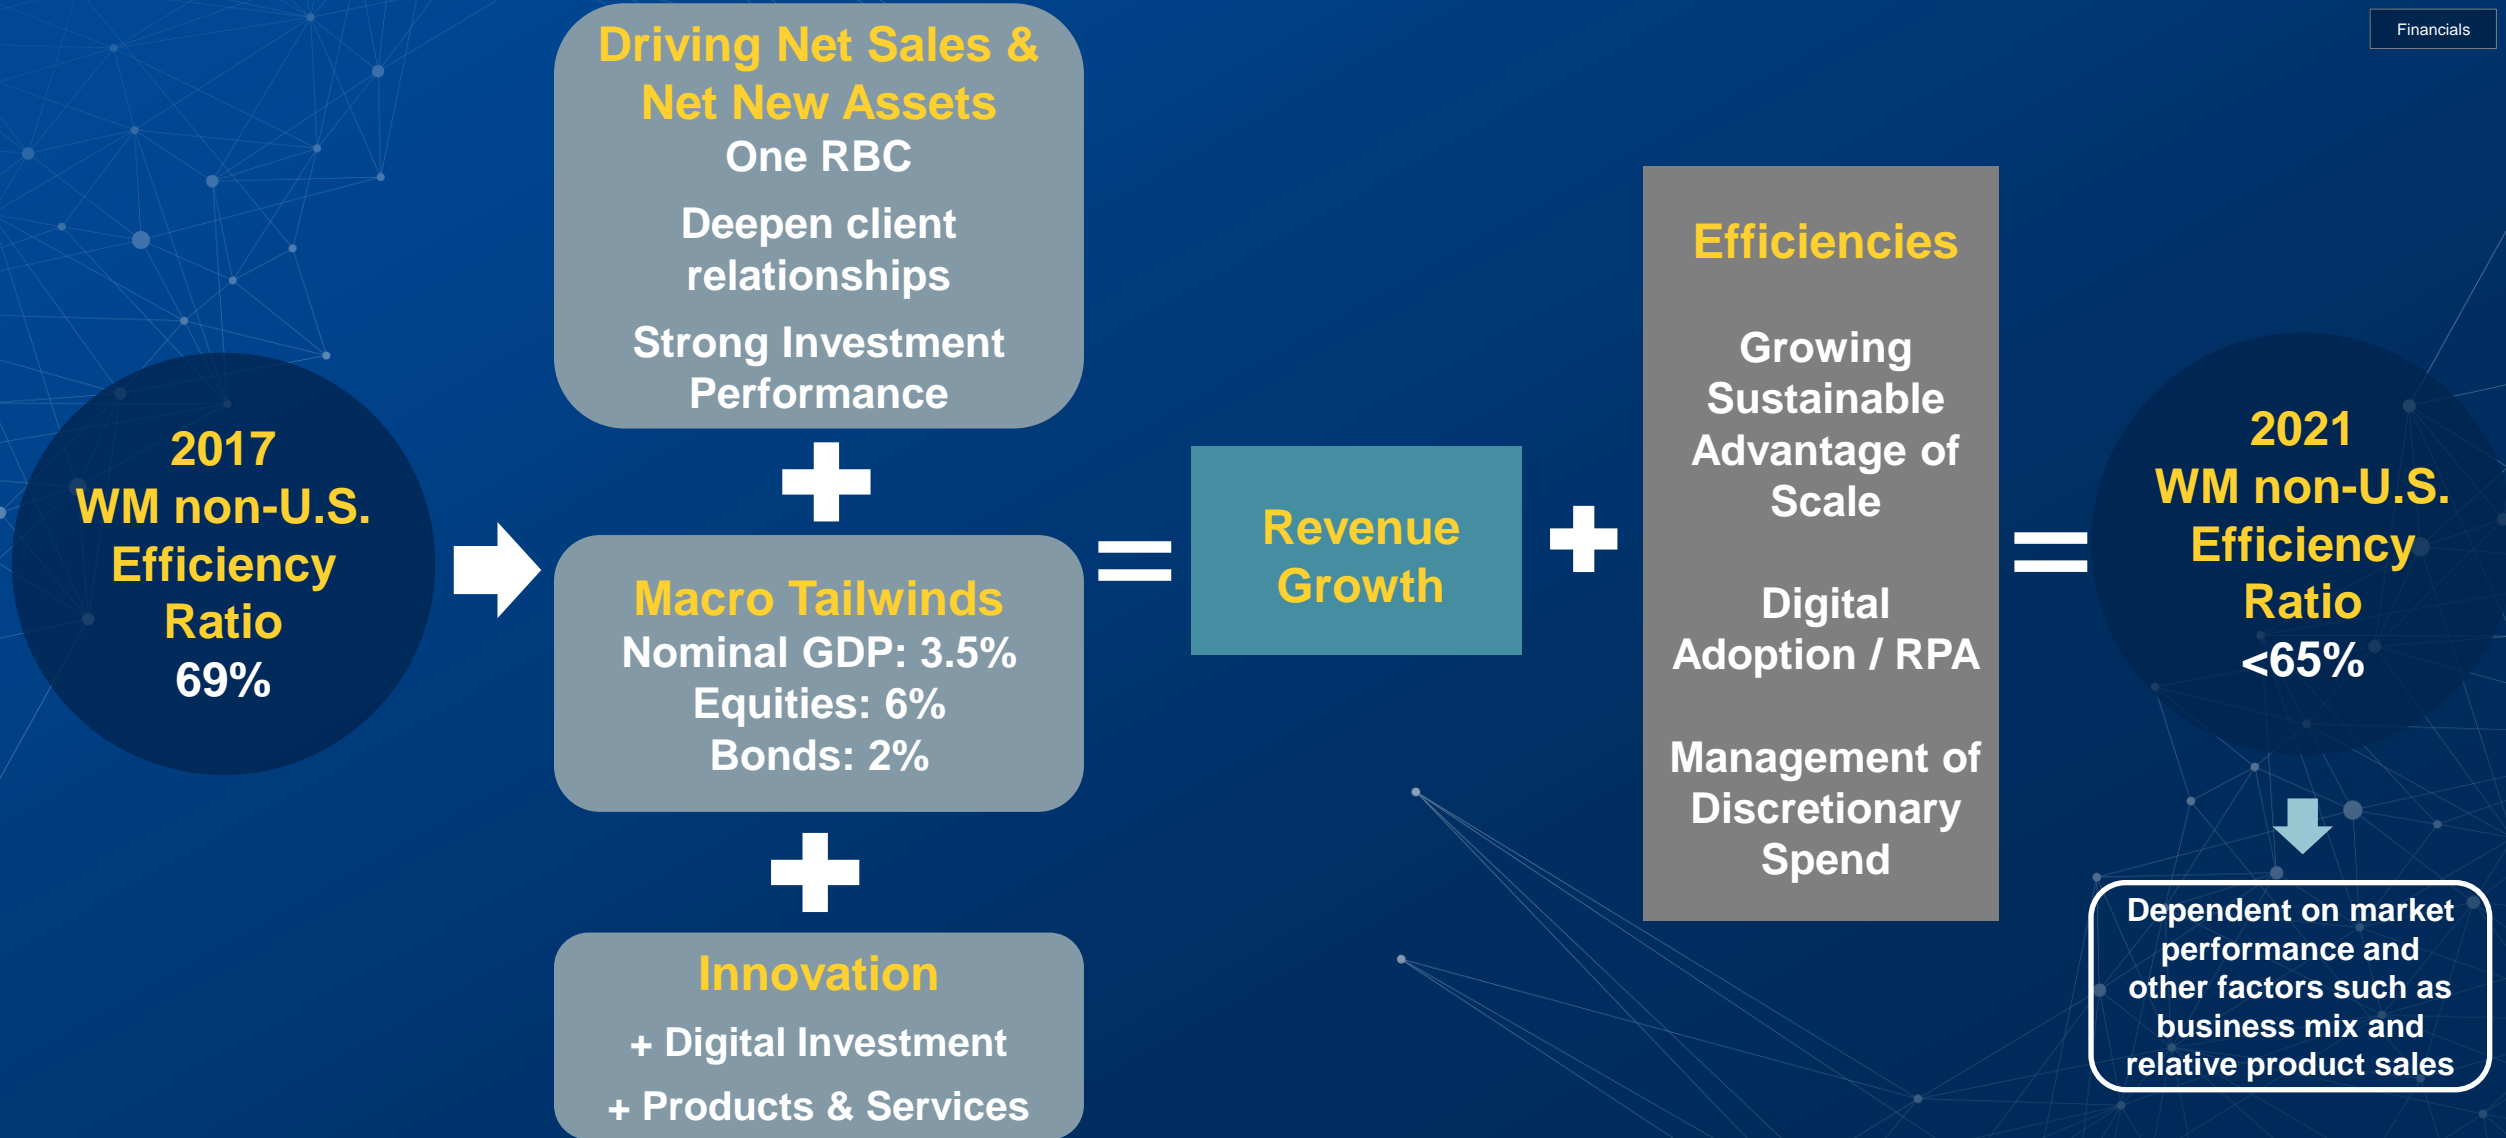 Financials
2017
WM non-U.S.
Efficiency
Ratio
69%
Driving Net Sales &
Net New Assets
One RBC
Deepen client
relationships
Strong Investment
Performance
Macro Tailwinds
Nominal GDP: 3.5%
Equities: 6%
Bonds: 2%
Innovation
+ Digital Investment
+ Products & Services
=
Revenue
Growth
Efficiencies
Growing
Sustainable
Advantage of
Scale
Digital
Adoption / RPA
Management of
Discretionary
Spend
=
2021
WM non-U.S.
Efficiency
Ratio
<65%
Dependent on market
performance and
other factors such as
business mix and
relative product sales